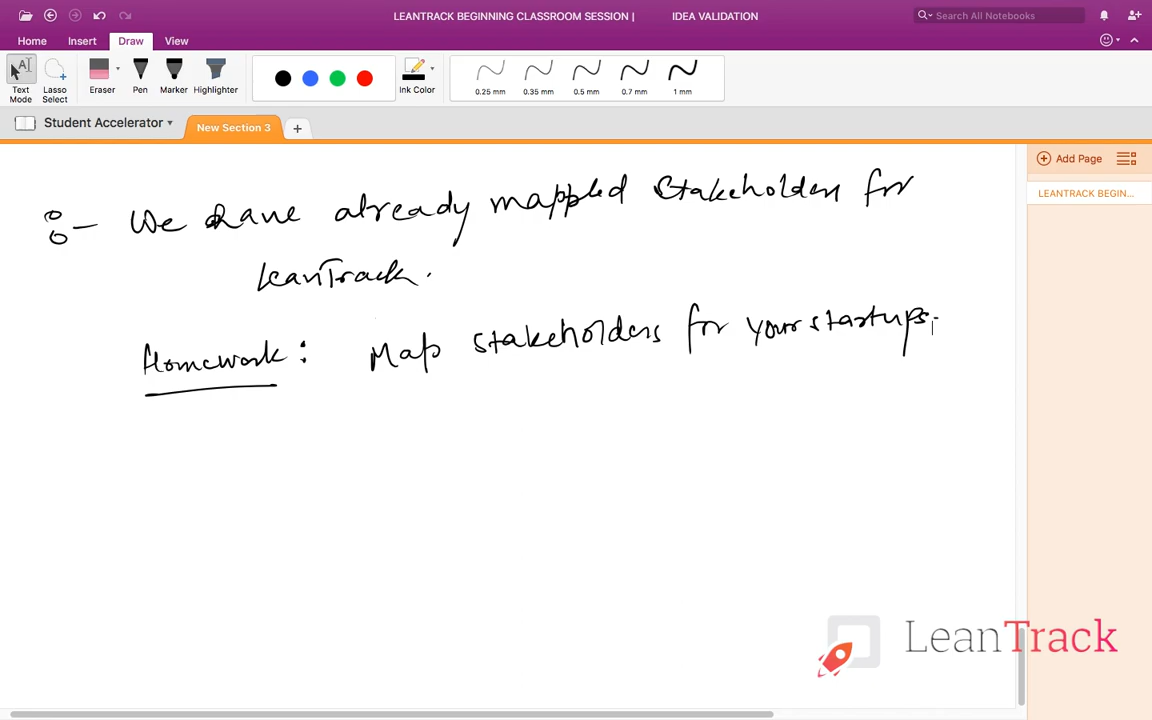 LEANTRACK BEGINNING CLASSROOM SESSION | IDEA VALIDATION
Search All Notebooks
Home Insert Draw View
Text Mode
Lasso Select
Eraser
Pen
Marker
Highlighter
Ink Color
0.25 mm
0.35 mm
0.5 mm
0.7 mm
1 mm
Student Accelerator
New Section 3
+
Add Page
LEANTRACK BEGIN...
We have already mappled Stakeholders for
LeanTrack.
Homework : Map stakeholders for your startups.
LeanTrack